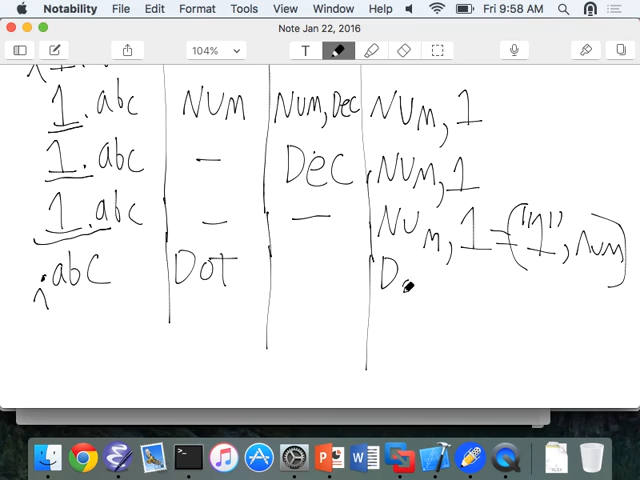 Notability File Edit Format Tools Window Help Fri 9:58 AM
Note Jan 22, 2016
104% T
1.abc NUM NUM, Dec NUM, 1
1.abc — Dec NUM, 1
1.abc — — NUM, 1 = ("1", num)
.abc DOT D